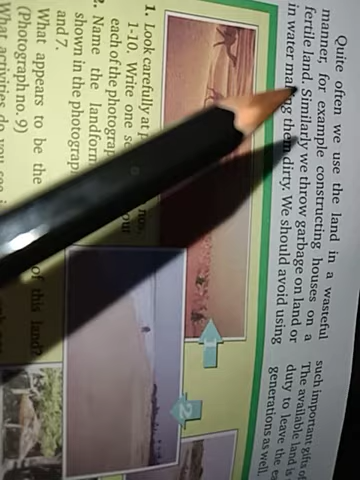 Quite often we use the land in a wasteful
manner, for example constructing houses on a
fertile land. Similarly we throw garbage on land or
in water making them dirty. We should avoid using
such important gifts of
The available land is
duty to leave the
generations as well.
1. Look carefully at
1-10. Write one
each of the
Name the
shown in the
and 7.
What appears to be the of this land?
(Photograph no. 9)
What activities do you see
1
2